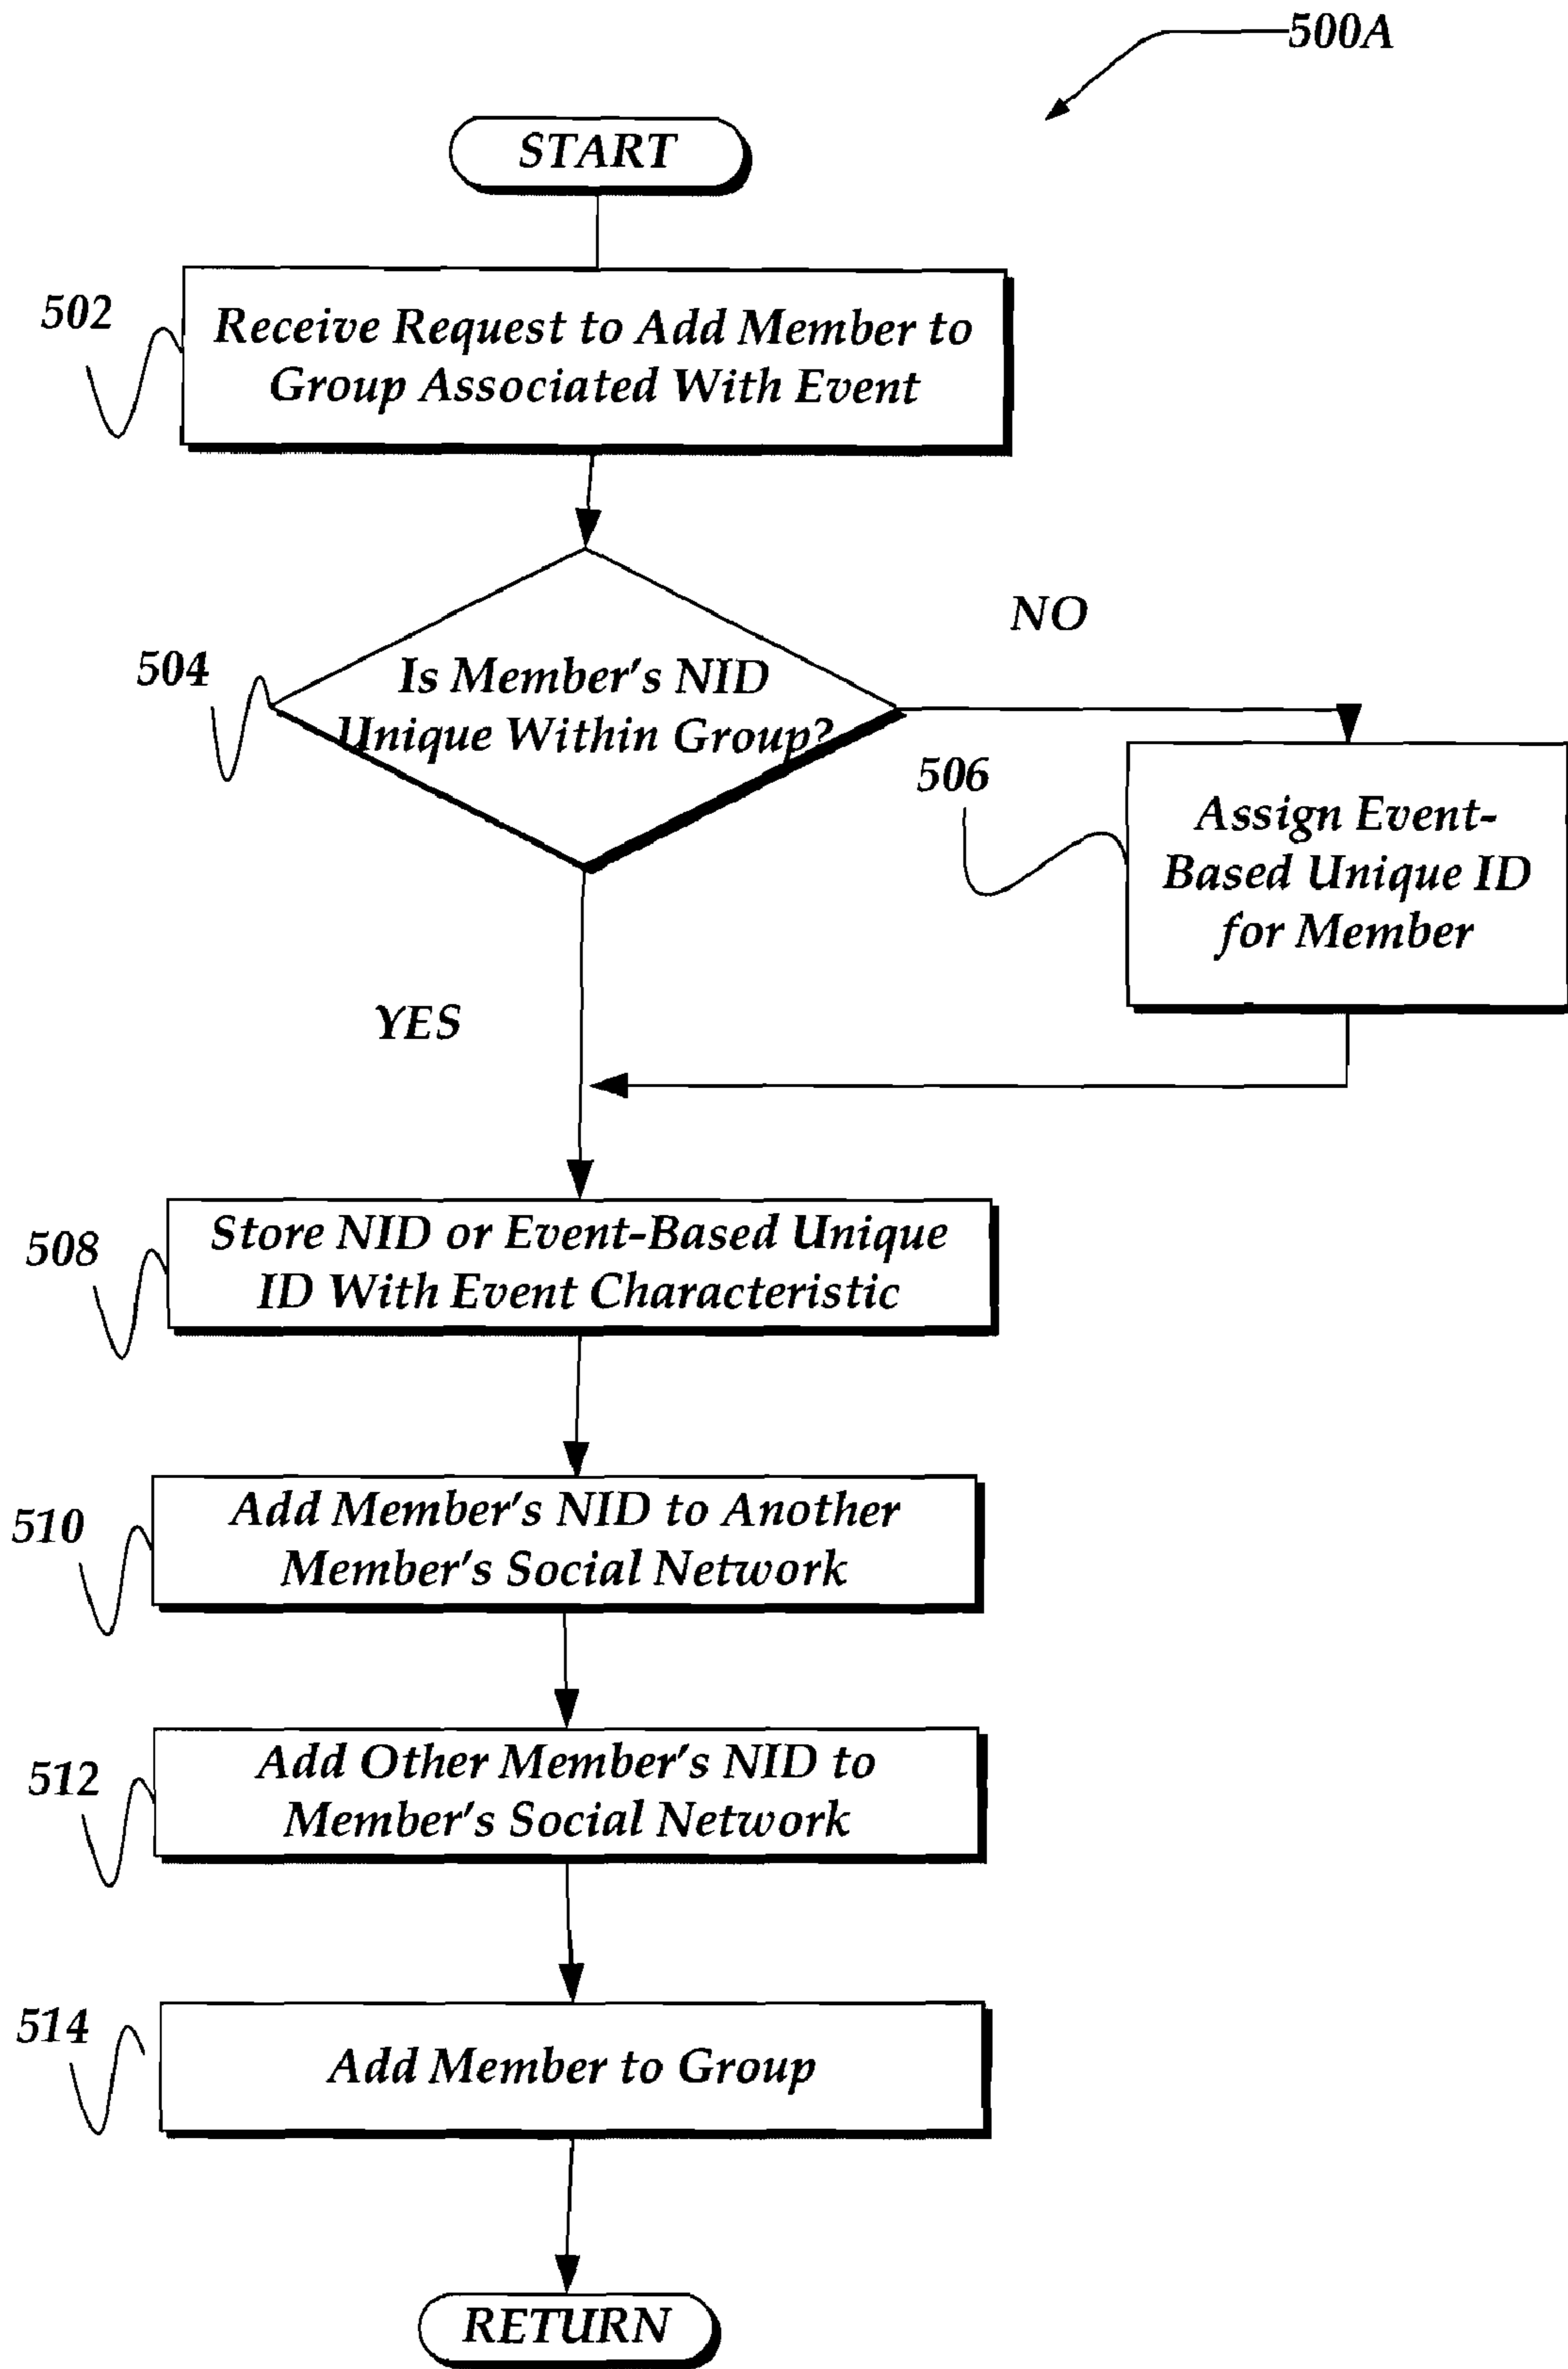 500A
START
502
Receive Request to Add Member to
Group Associated With Event
NO
504
Is Member's NID
Unique Within Group?
506
Assign Event-
Based Unique ID
for Member
YES
508
Store NID or Event-Based Unique
ID With Event Characteristic
510
Add Member's NID to Another
Member's Social Network
512
Add Other Member's NID to
Member's Social Network
514
Add Member to Group
RETURN